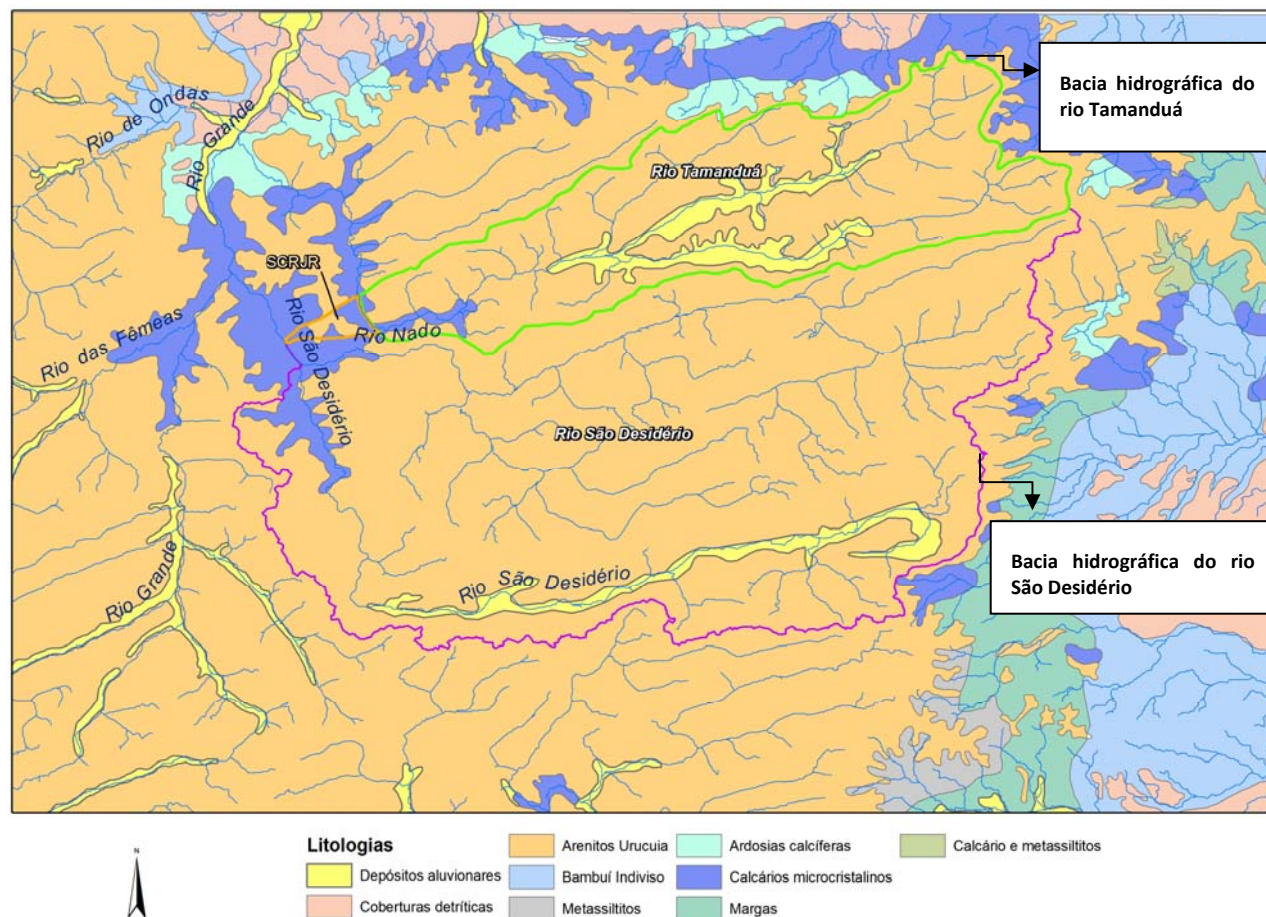 Bacia hidrográfica do
rio Tamanduá
Rio de Ondas
Rio Grande
Rio Tamanduá
SCRJR
Rio São Desidério
Rio Nado
Rio das Fêmeas
Rio São Desidério
Bacia hidrográfica do rio
São Desidério
Rio Grande
Rio São Desidério
N
Litologias
Depósitos aluvionares
Coberturas detríticas
Arenitos Urucuia
Bambuí Indiviso
Metassiltitos
Ardosias calcíferas
Calcários microcristalinos
Margas
Calcário e metassiltitos